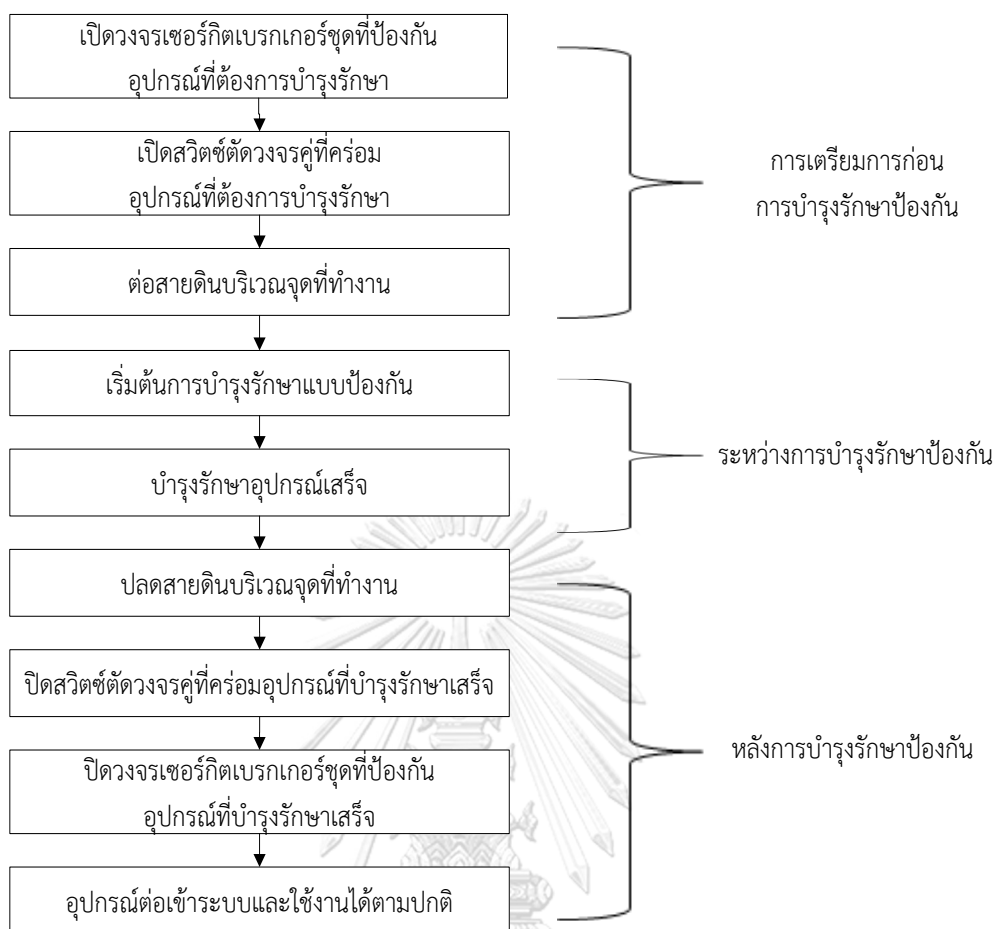 เปิดวงจรเซอร์กิตเบรกเกอร์ชุดที่ป้องกัน
อุปกรณ์ที่ต้องการบำรุงรักษา
เปิดสวิตซ์ตัดวงจรคู่ที่คร่อม
อุปกรณ์ที่ต้องการบำรุงรักษา
ต่อสายดินบริเวณจุดที่ทำงาน
การเตรียมการก่อน
การบำรุงรักษาป้องกัน
เริ่มต้นการบำรุงรักษาแบบป้องกัน
บำรุงรักษาอุปกรณ์เสร็จ
ระหว่างการบำรุงรักษาป้องกัน
ปลดสายดินบริเวณจุดที่ทำงาน
ปิดสวิตซ์ตัดวงจรคู่ที่คร่อมอุปกรณ์ที่บำรุงรักษาเสร็จ
ปิดวงจรเซอร์กิตเบรกเกอร์ชุดที่ป้องกัน
อุปกรณ์ที่บำรุงรักษาเสร็จ
อุปกรณ์ต่อเข้าระบบและใช้งานได้ตามปกติ
หลังการบำรุงรักษาป้องกัน